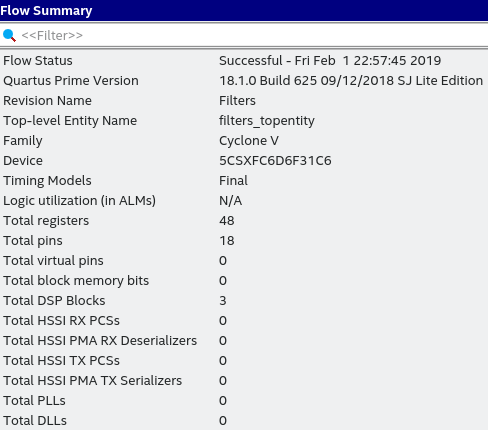 Flow Summary
<<Filter>>
Flow Status Successful - Fri Feb 1 22:57:45 2019
Quartus Prime Version 18.1.0 Build 625 09/12/2018 SJ Lite Edition
Revision Name Filters
Top-level Entity Name filters_topentity
Family Cyclone V
Device 5CSXFC6D6F31C6
Timing Models Final
Logic utilization (in ALMs) N/A
Total registers 48
Total pins 18
Total virtual pins 0
Total block memory bits 0
Total DSP Blocks 3
Total HSSI RX PCSs 0
Total HSSI PMA RX Deserializers 0
Total HSSI TX PCSs 0
Total HSSI PMA TX Serializers 0
Total PLLs 0
Total DLLs 0